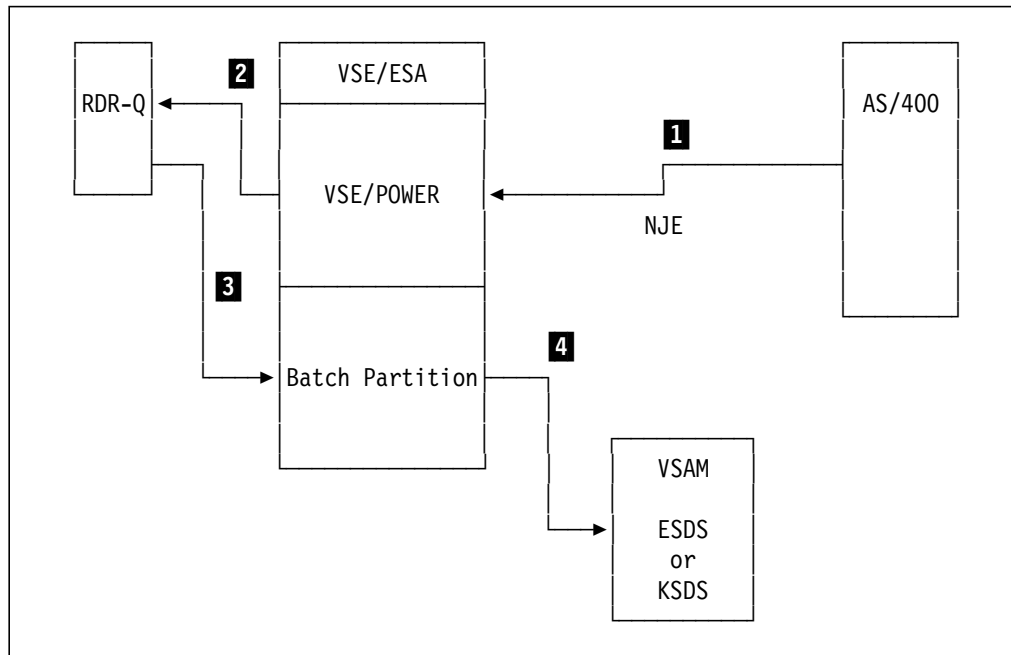 VSE/ESA
2
RDR-Q
AS/400
1
VSE/POWER
NJE
3
4
Batch Partition
VSAM
ESDS
or
KSDS